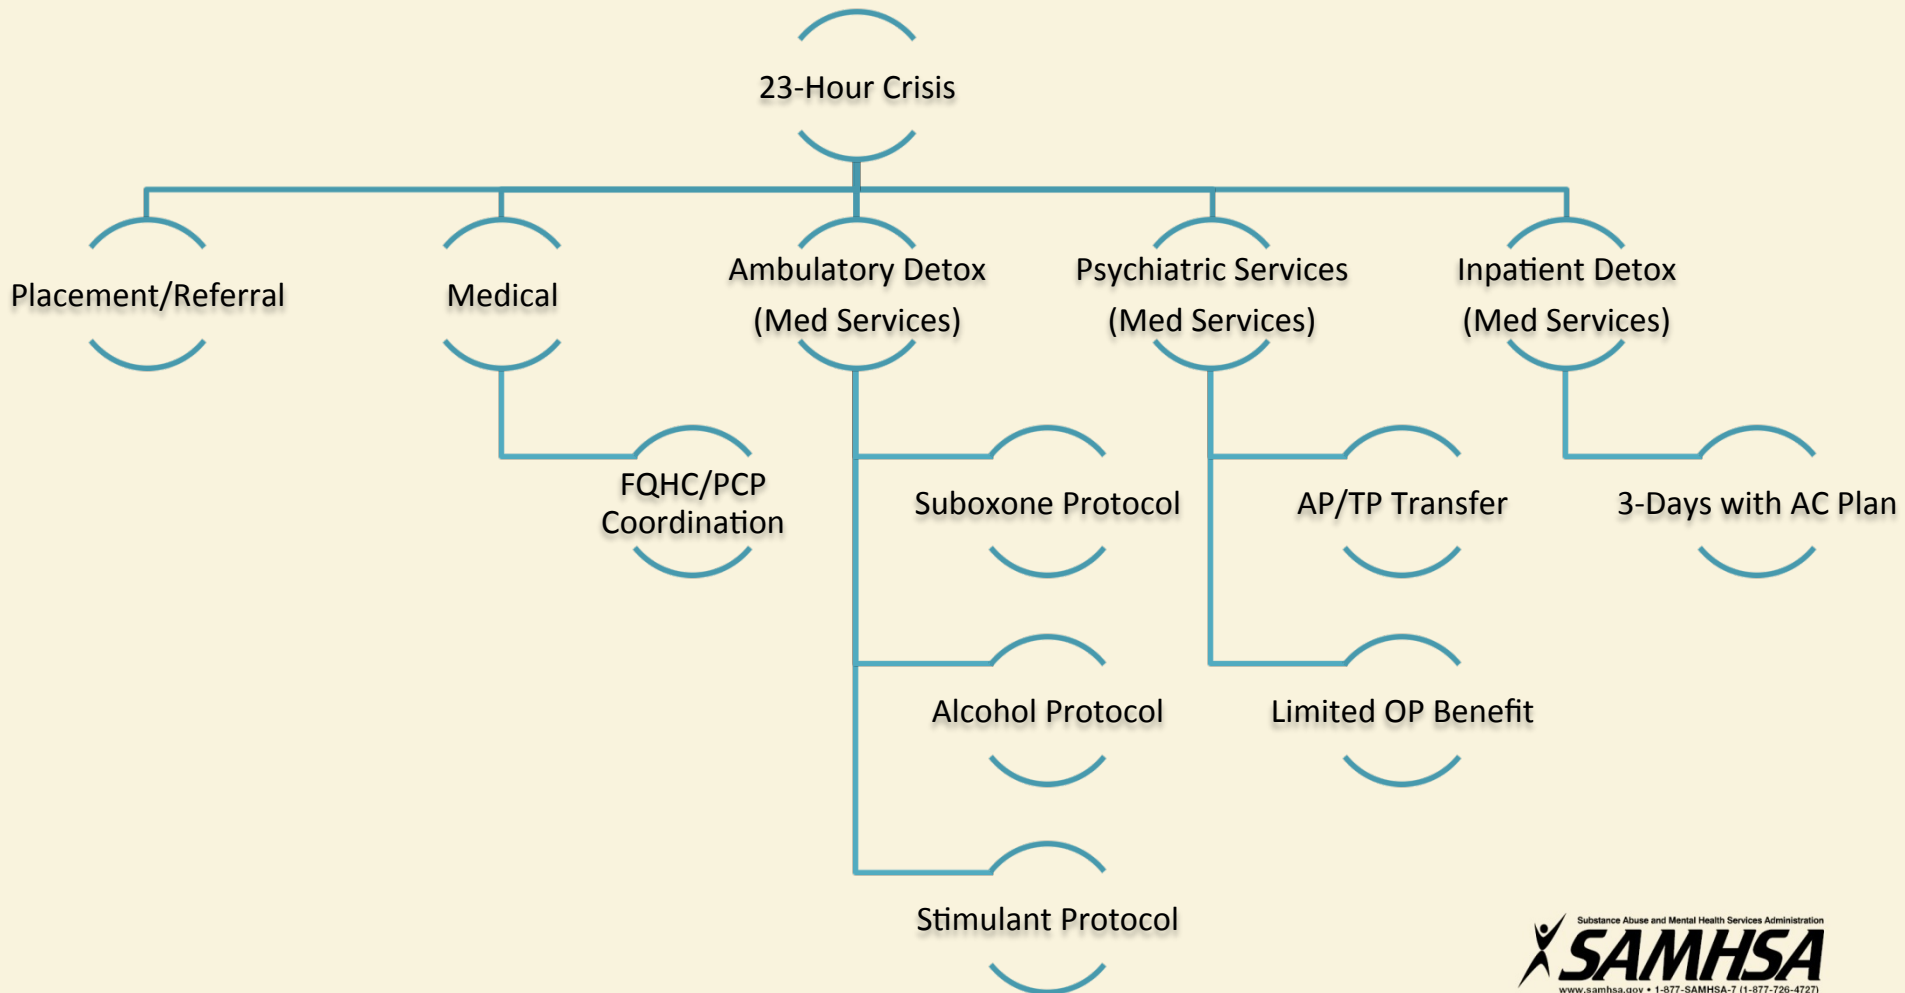 23-Hour Crisis
Placement/Referral
Medical
Ambulatory Detox
(Med Services)
Psychiatric Services
(Med Services)
Inpatient Detox
(Med Services)
FQHC/PCP
Coordination
Suboxone Protocol
AP/TP Transfer
3-Days with AC Plan
Alcohol Protocol
Limited OP Benefit
Stimulant Protocol
Substance Abuse and Mental Health Services Administration
SAMHSA
www.samhsa.gov • 1-877-SAMHSA-7 (1-877-726-4727)